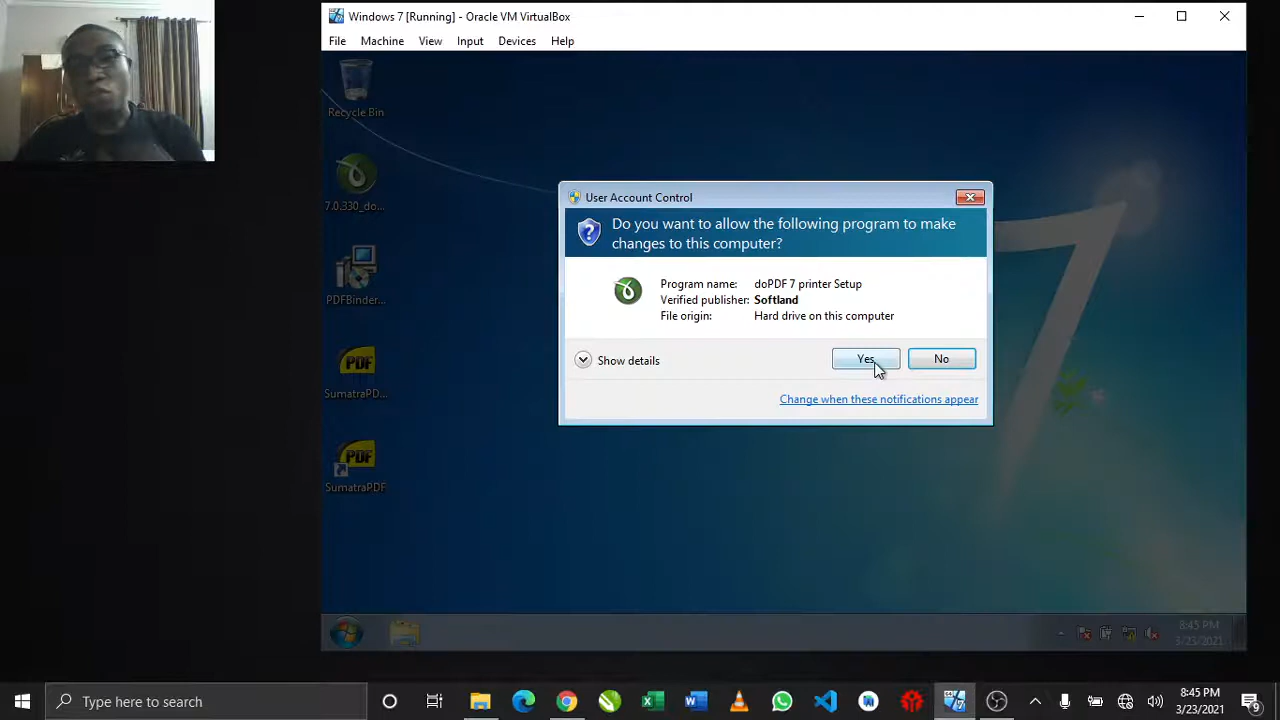 Windows 7 [Running] - Oracle VM VirtualBox
File Machine View Input Devices Help
Recycle Bin
7.0.330_do...
PDFBinder...
PDF
SumatraPD...
PDF
SumatraPDF
User Account Control
Do you want to allow the following program to make
changes to this computer?
Program name: doPDF 7 printer Setup
Verified publisher: Softland
File origin: Hard drive on this computer
Show details
Yes
No
Change when these notifications appear
7
8:45 PM
3/23/2021
Type here to search
8:45 PM
3/23/2021
9